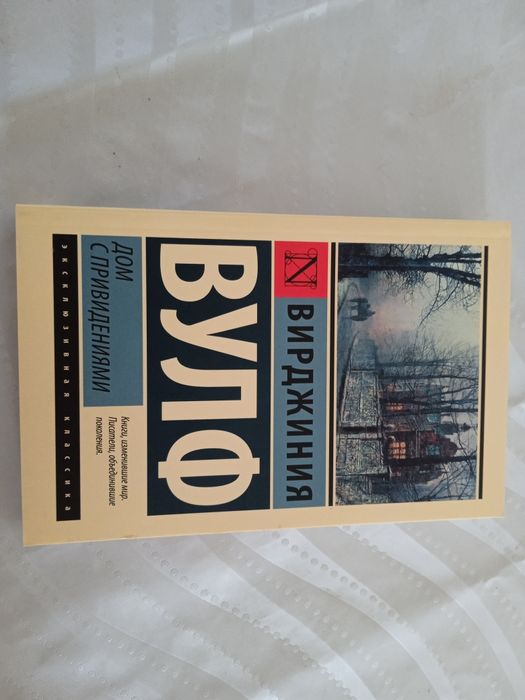 ВИРДЖИНИЯ
ВУЛФ
ДОМ
С ПРИВИДЕНИЯМИ
Книги, изменившие мир.
Писатели, объединившие
поколения.
ЭКСКЛЮЗИВНАЯ КЛАССИКА